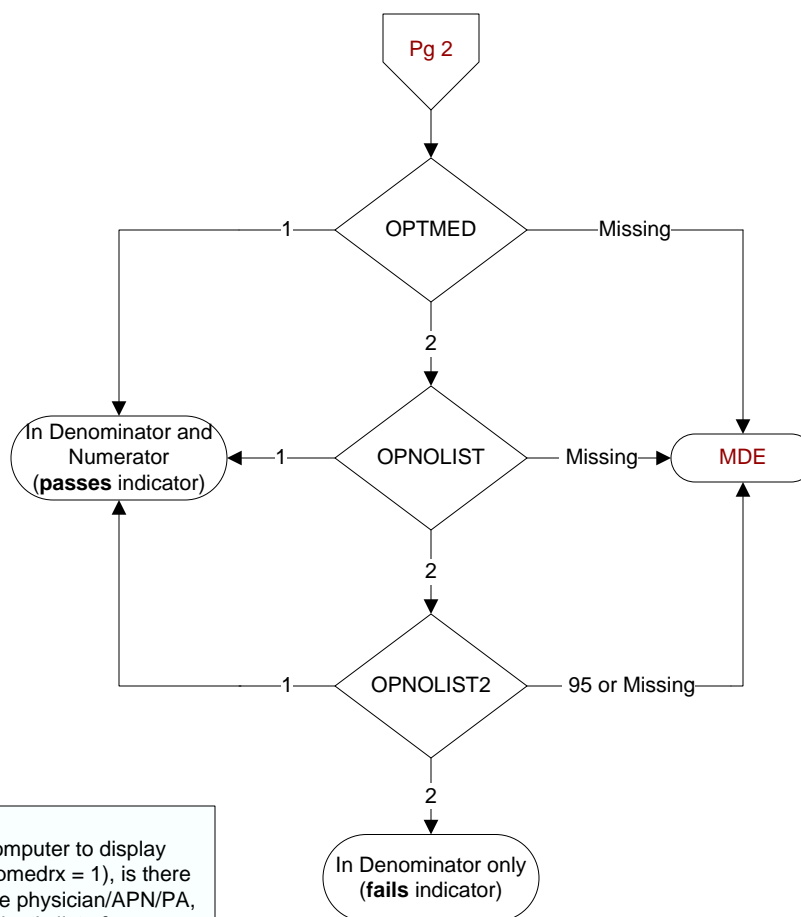 Pg 2
OPTMED
1
Missing
2
In Denominator and
Numerator
(passes indicator)
1
OPNOLIST
Missing
MDE
2
1
OPNOLIST2
95 or Missing
2
In Denominator only
(fails indicator)
omputer to display
omedrx = 1), is there
e physician/APN/PA,